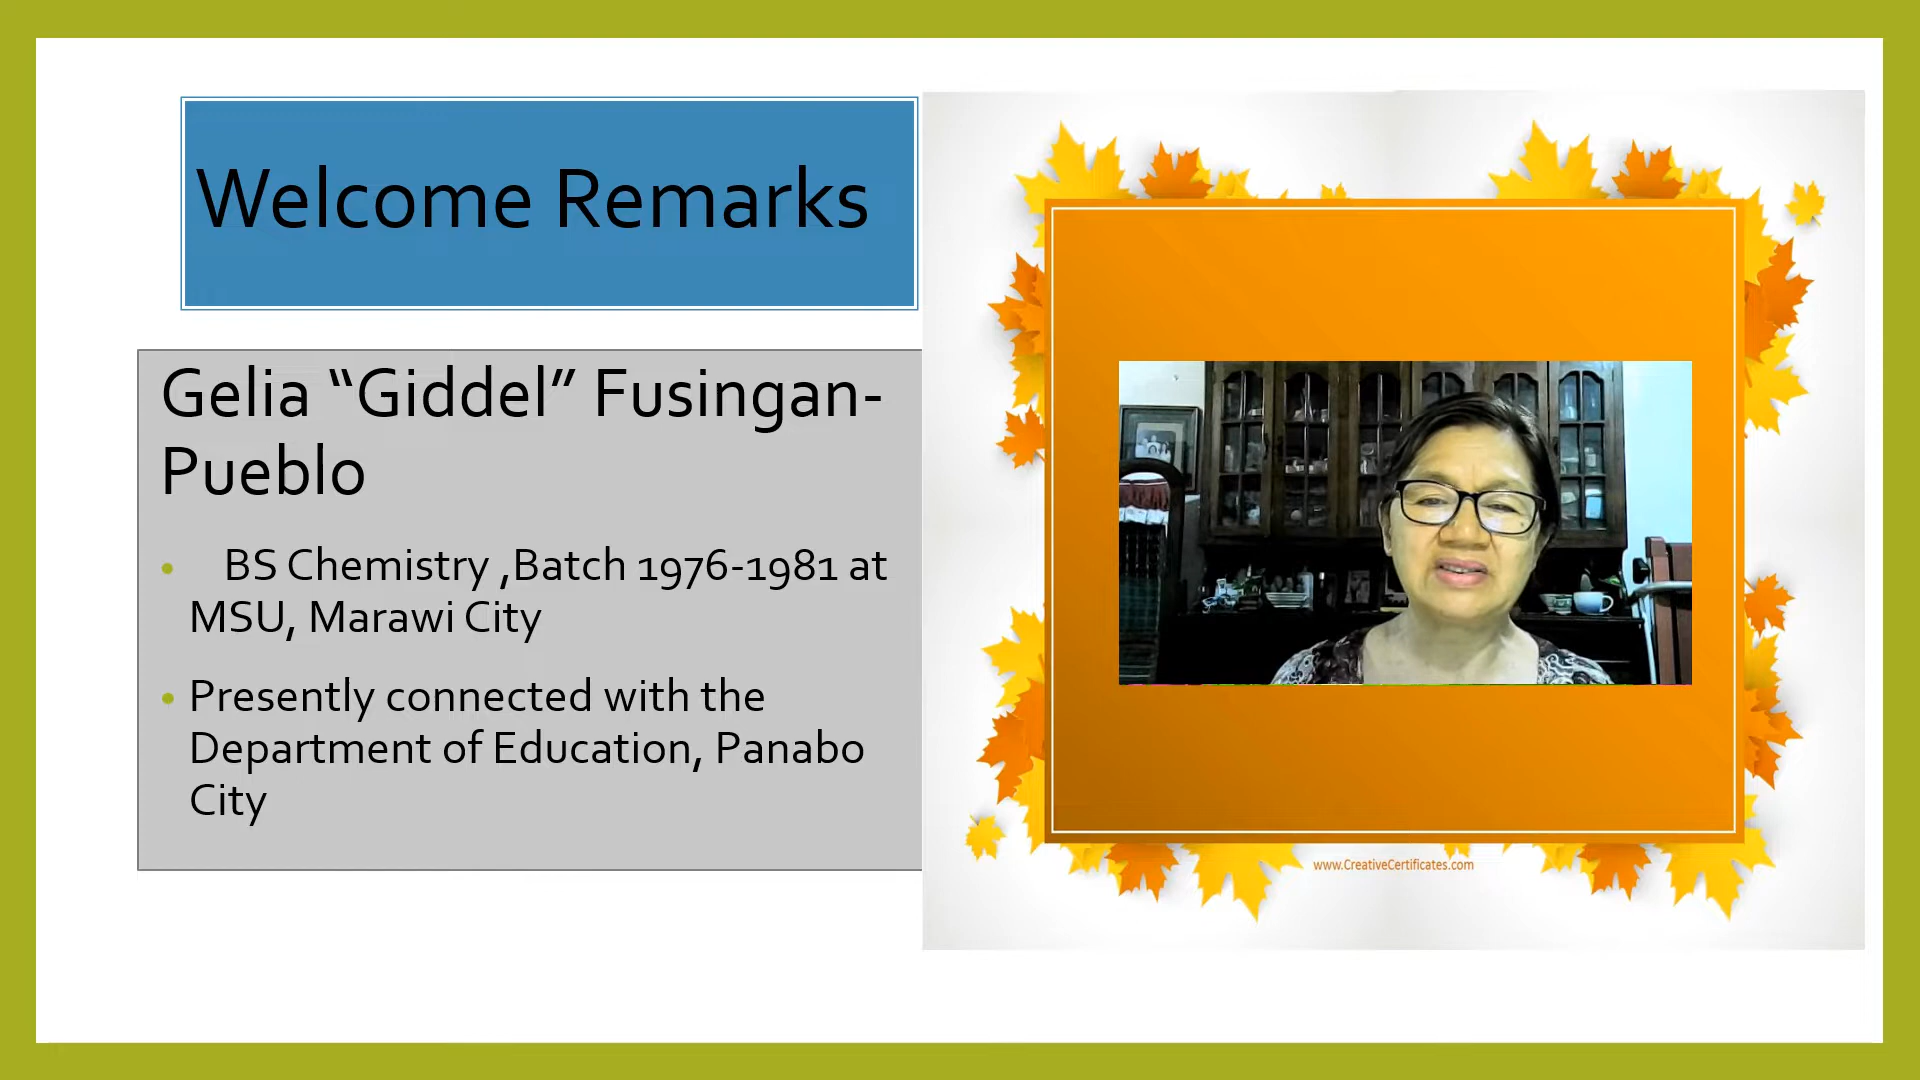 Welcome Remarks
Gelia “Giddel” Fusingan-
Pueblo
• BS Chemistry ,Batch 1976-1981 at
MSU, Marawi City
• Presently connected with the
Department of Education, Panabo
City
www.CreativeCertificates.com